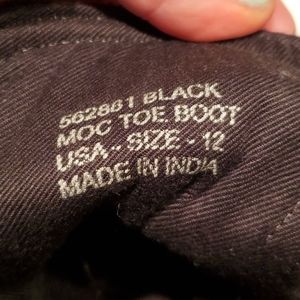 562861 BLACK
MOC TOE BOOT
USA - SIZE - 12
MADE IN INDIA